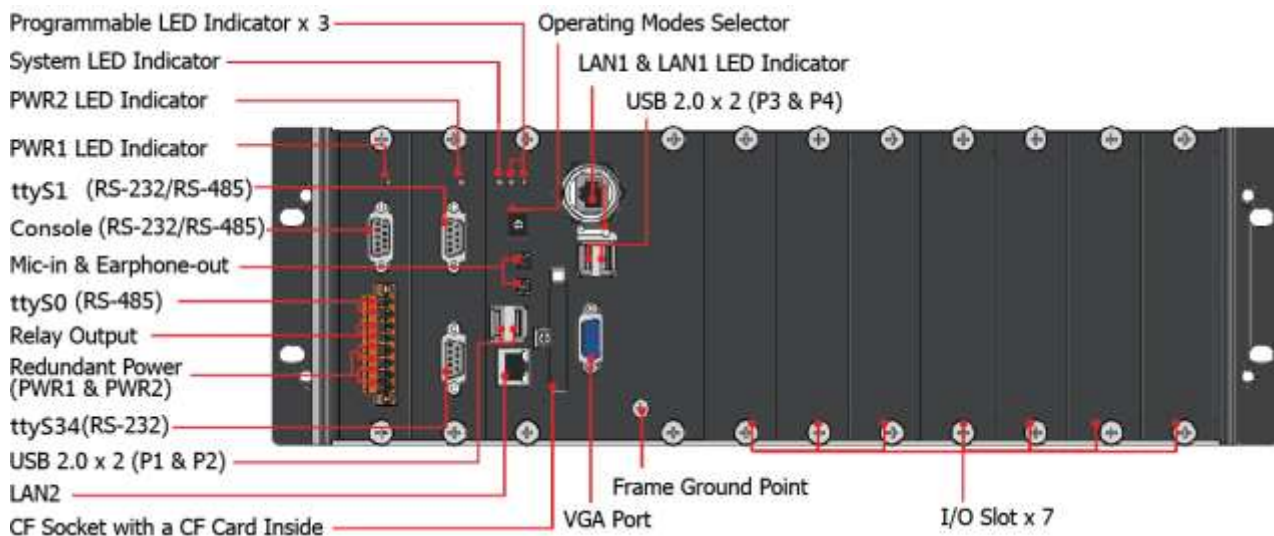 Programmable LED Indicator x 3
Operating Modes Selector
System LED Indicator
LAN1 & LAN1 LED Indicator
PWR2 LED Indicator
USB 2.0 x 2 (P3 & P4)
PWR1 LED Indicator
ttyS1 (RS-232/RS-485)
Console (RS-232/RS-485)
Mic-in & Earphone-out
ttyS0 (RS-485)
Relay Output
Redundant Power
(PWR1 & PWR2)
ttyS34(RS-232)
USB 2.0 x 2 (P1 & P2)
LAN2
CF Socket with a CF Card Inside
Frame Ground Point
VGA Port
I/O Slot x 7